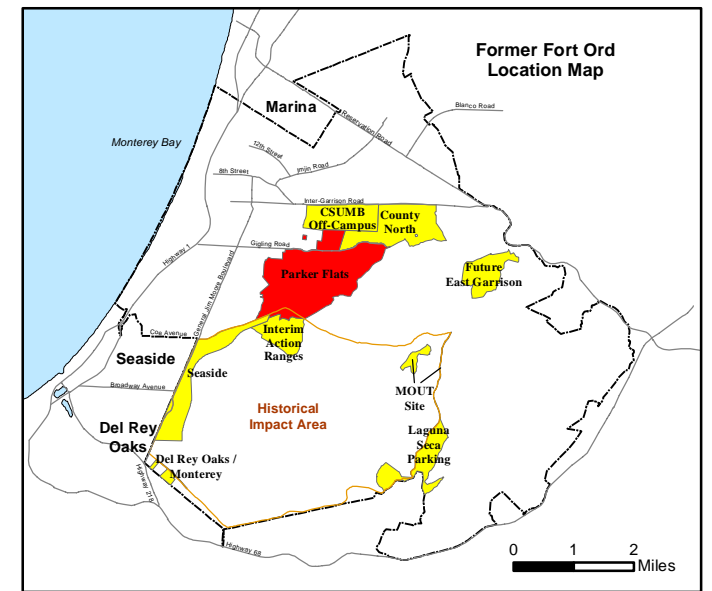 Former Fort Ord
Location Map
Marina
Blanco Road
Reservation Road
Monterey Bay
12th Street
Imjin Road
8th Street
Inter-Garrison Road
CSUMB
Off-Campus
County
North
Gigling Road
Highway 1
General Jim Moore Boulevard
Parker Flats
Future
East Garrison
Coe Avenue
Interim
Action
Ranges
Seaside
Seaside
Broadway Avenue
MOUT
Site
Historical
Impact Area
Del Rey
Oaks
Laguna
Seca
Parking
Del Rey Oaks /
Monterey
Highway 218
Highway 68
0 1 2
Miles